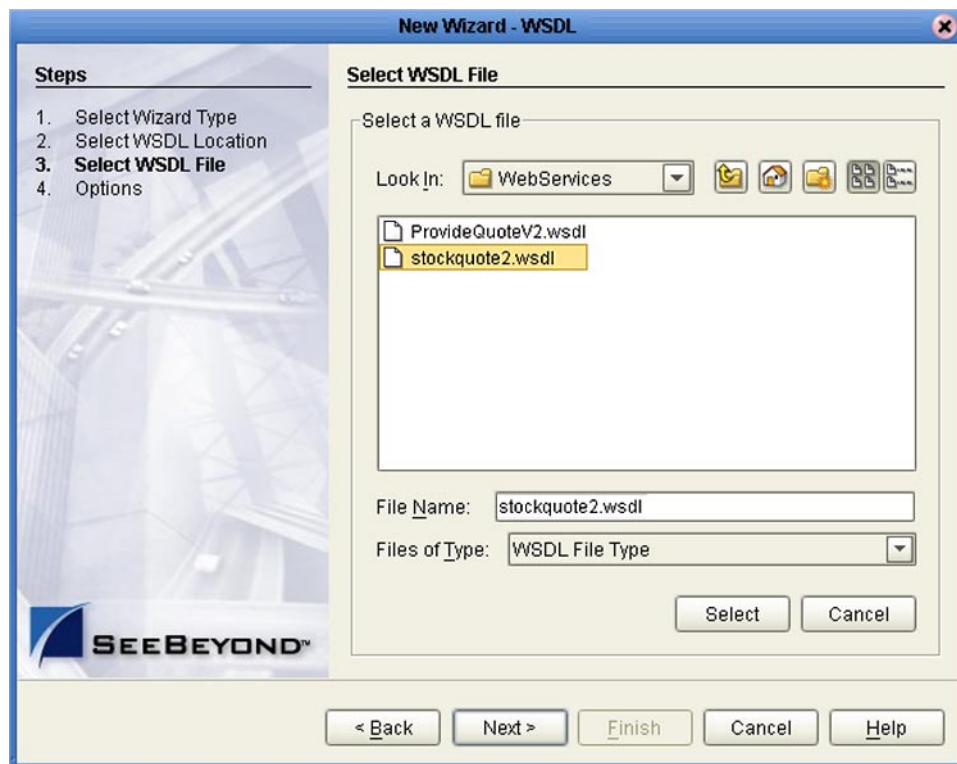 New Wizard - WSDL
Steps
1. Select Wizard Type
2. Select WSDL Location
3. Select WSDL File
4. Options
SEEBEYOND™
Select WSDL File
Select a WSDL file
Look In: WebServices
ProvideQuoteV2.wsdl
stockquote2.wsdl
File Name: stockquote2.wsdl
Files of Type: WSDL File Type
Select Cancel
< Back Next > Finish Cancel Help